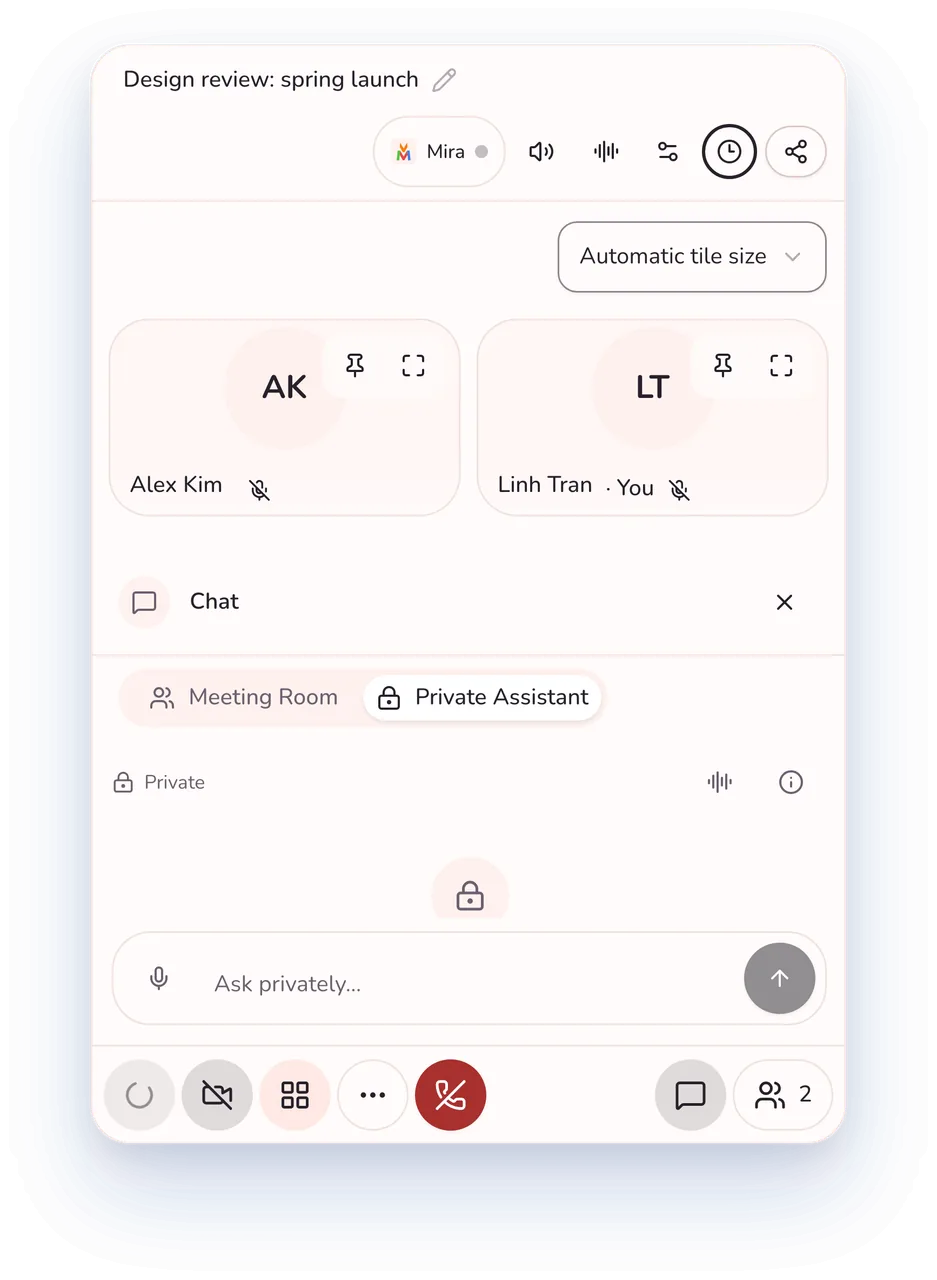 Design review: spring launch
Mira
Automatic tile size
AK
LT
Alex Kim
Linh Tran · You
Chat
Meeting Room
Private Assistant
Private
Ask privately...
2